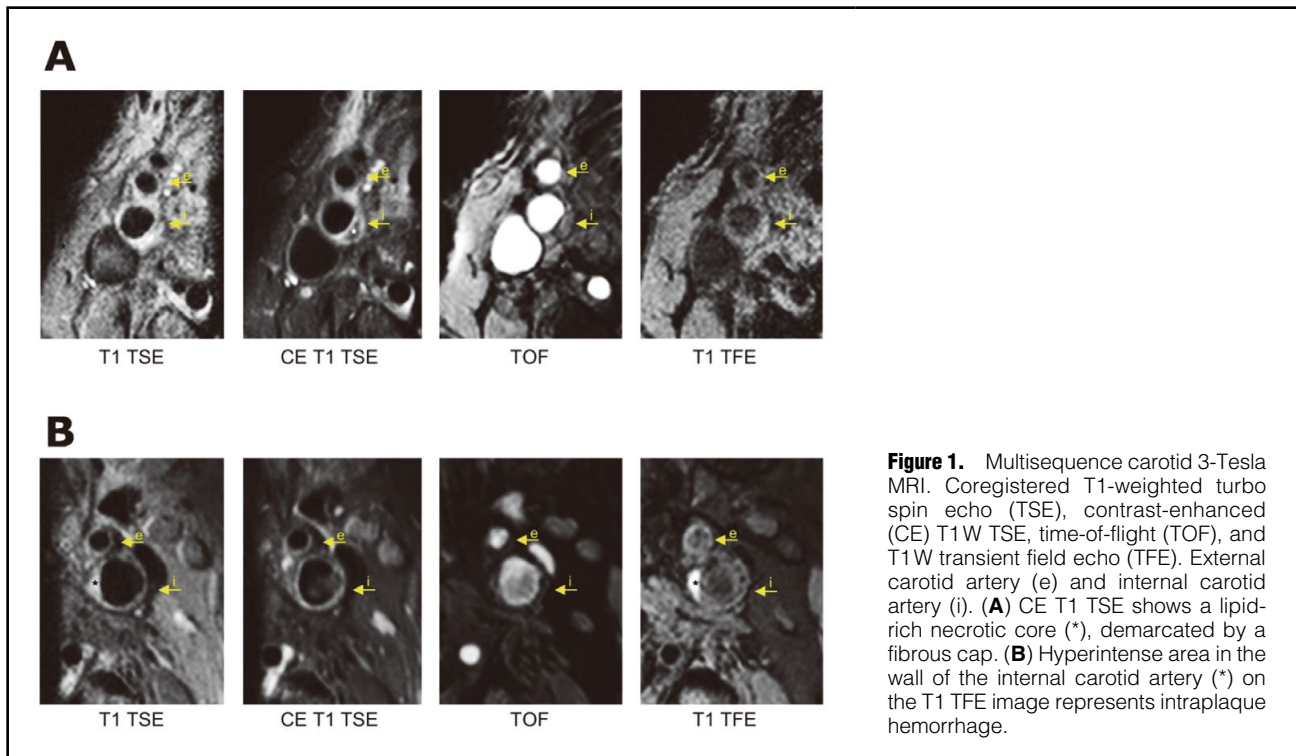 A
e
i
e
i
*
e
i
e
i
T1 TSE
CE T1 TSE
TOF
T1 TFE
B
e
*
i
e
i
e
i
e
*
i
T1 TSE
CE T1 TSE
TOF
T1 TFE
Figure 1. Multisequence carotid 3-Tesla
MRI. Coregistered T1-weighted turbo
spin echo (TSE), contrast-enhanced
(CE) T1W TSE, time-of-flight (TOF), and
T1W transient field echo (TFE). External
carotid artery (e) and internal carotid
artery (i). (A) CE T1 TSE shows a lipid-
rich necrotic core (*), demarcated by a
fibrous cap. (B) Hyperintense area in the
wall of the internal carotid artery (*) on
the T1 TFE image represents intraplaque
hemorrhage.